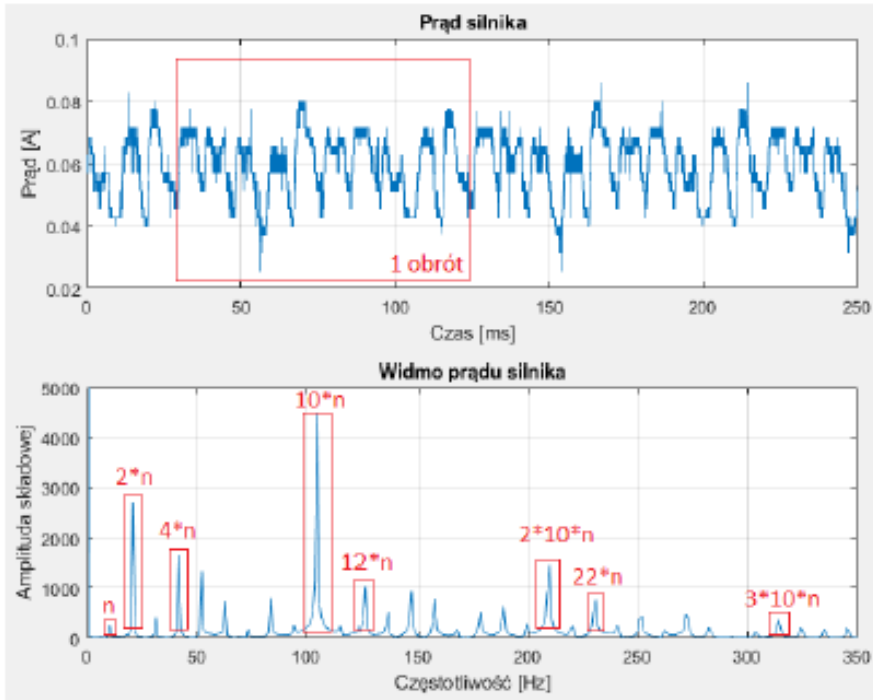 Prąd silnika
0.1
0.08
0.06
0.04
0.02
Prąd [A]
1 obrót
0 50 100 150 200 250
Czas [ms]
Widmo prądu silnika
5000
4000
3000
2000
1000
0
Amplituda składowej
n
2*n
4*n
10*n
12*n
2*10*n
22*n
3*10*n
0 50 100 150 200 250 300 350
Częstotliwość [Hz]